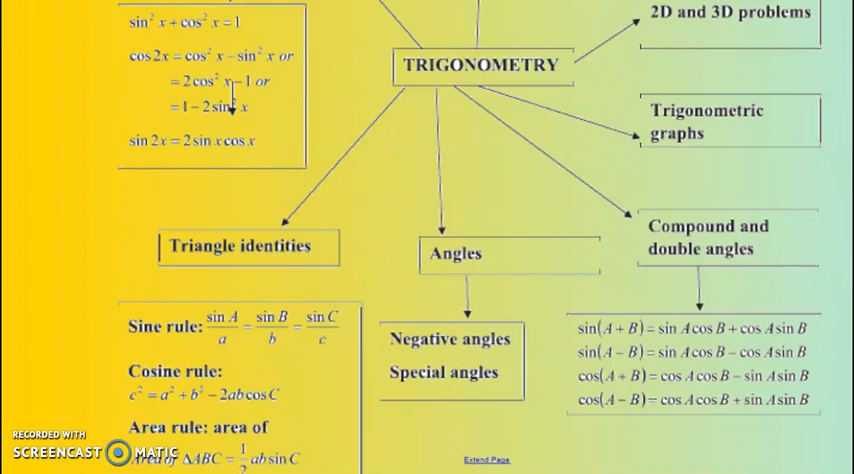 sin² x + cos² x = 1
cos 2x = cos² x − sin² x or
= 2cos² x − 1 or
= 1 − 2sin² x
sin 2x = 2 sin x cos x
TRIGONOMETRY
2D and 3D problems
Trigonometric
graphs
Compound and
double angles
sin(A + B) = sin A cos B + cos A sin B
sin(A − B) = sin A cos B − cos A sin B
cos(A + B) = cos A cos B − sin A sin B
cos(A − B) = cos A cos B + sin A sin B
Angles
Negative angles
Special angles
Triangle identities
Sine rule: sin A / a = sin B / b = sin C / c
Cosine rule:
c² = a² + b² − 2ab cos C
Area rule: area of
Area of ΔABC = 1/2 ab sin C
Extend Page
RECORDED WITH
SCREENCAST MATIC